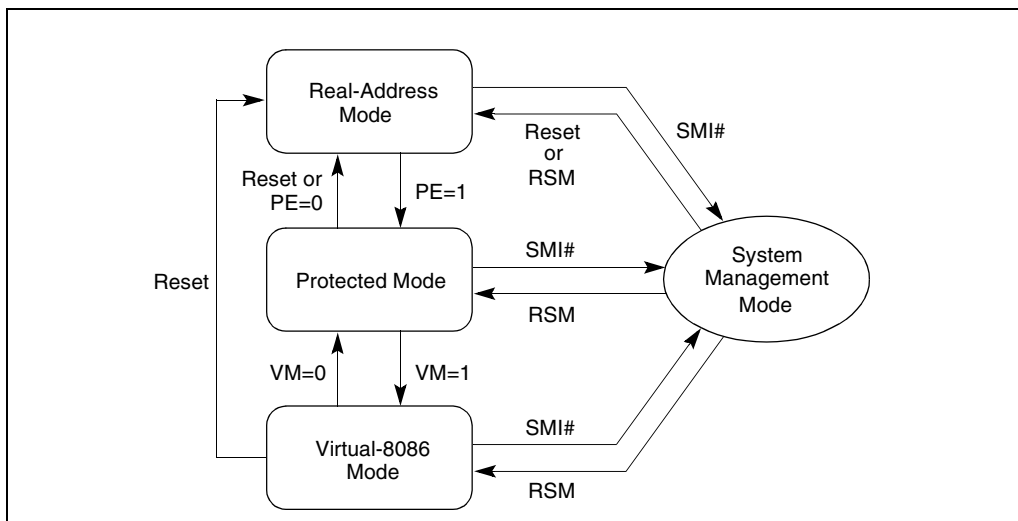 Real-Address
Mode
SMI#
Reset
or
RSM
Reset or
PE=0
PE=1
System
Management
Mode
SMI#
Protected Mode
Reset
RSM
VM=0
VM=1
SMI#
Virtual-8086
Mode
RSM